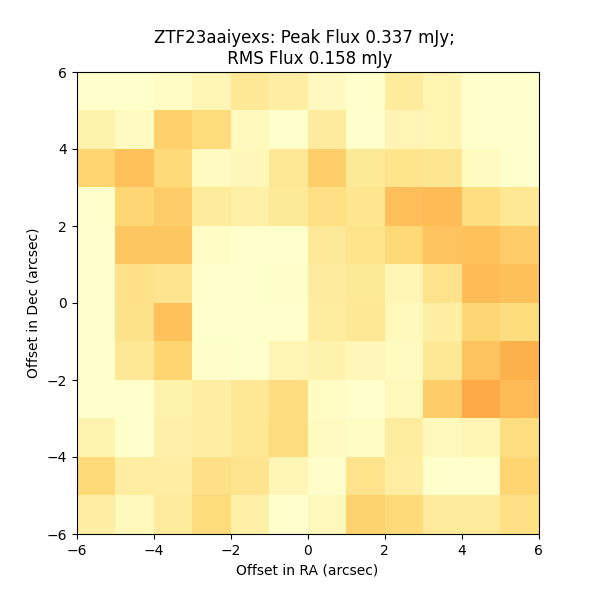 ZTF23aaiyexs: Peak Flux 0.337 mJy;
RMS Flux 0.158 mJy
6
4
2
0
−2
−4
−6
Offset in Dec (arcsec)
−6 −4 −2 0 2 4 6
Offset in RA (arcsec)